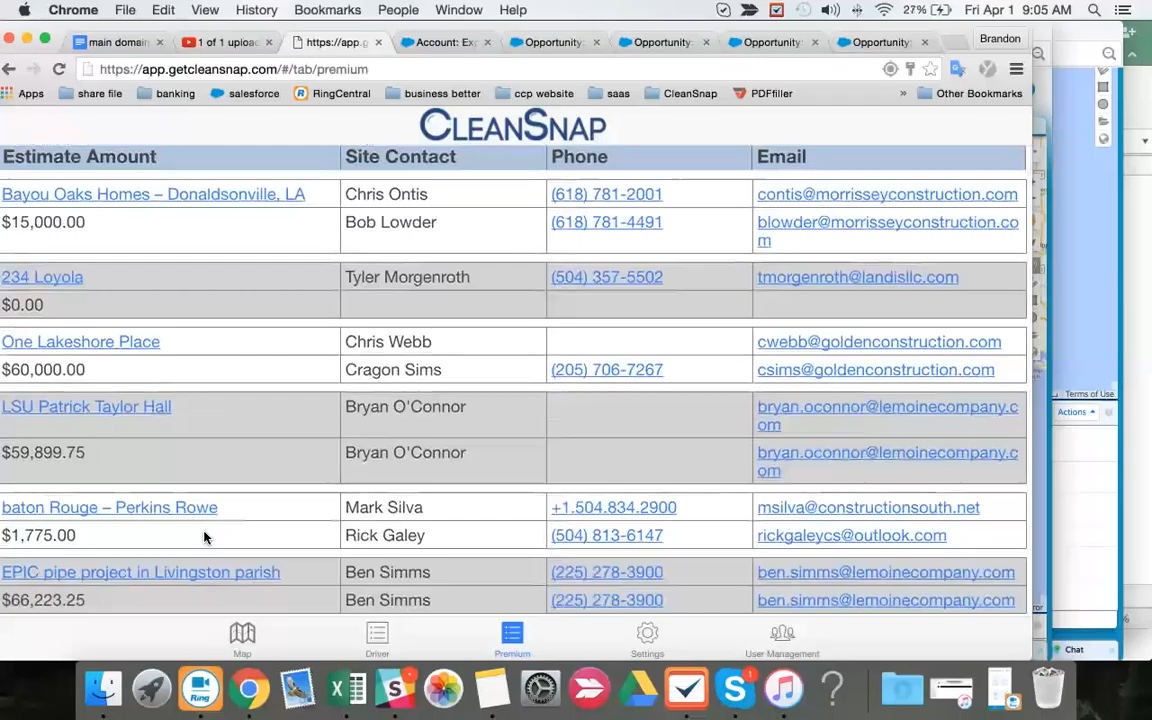 Chrome File Edit View History Bookmarks People Window Help 27% Fri Apr 1 9:05 AM
main domain 1 of 1 uploa https://app.g Account: Ex Opportunity: Opportunity: Opportunity: Opportunity: Brandon
https://app.getcleansnap.com/#/tab/premium
Apps share file banking salesforce RingCentral business better ccp website saas CleanSnap PDFfiller » Other Bookmarks
CLEANSNAP
Estimate Amount Site Contact Phone Email
Bayou Oaks Homes – Donaldsonville, LA Chris Ontis (618) 781-2001 contis@morrisseyconstruction.com
$15,000.00 Bob Lowder (618) 781-4491 blowder@morrisseyconstruction.co
m
234 Loyola Tyler Morgenroth (504) 357-5502 tmorgenroth@landisllc.com
$0.00
One Lakeshore Place Chris Webb cwebb@goldenconstruction.com
$60,000.00 Cragon Sims (205) 706-7267 csims@goldenconstruction.com
Terms of Use
LSU Patrick Taylor Hall Bryan O'Connor bryan.oconnor@lemoinecompany.c
om
Actions
$59,899.75 Bryan O'Connor bryan.oconnor@lemoinecompany.c
om
baton Rouge – Perkins Rowe Mark Silva +1.504.834.2900 msilva@constructionsouth.net
$1,775.00 Rick Galey (504) 813-6147 rickgaleycs@outlook.com
EPIC pipe project in Livingston parish Ben Simms (225) 278-3900 ben.simms@lemoinecompany.com
$66,223.25 Ben Simms (225) 278-3900 ben.simms@lemoinecompany.com
Map Driver Premium Settings User Management
Chat
Ring